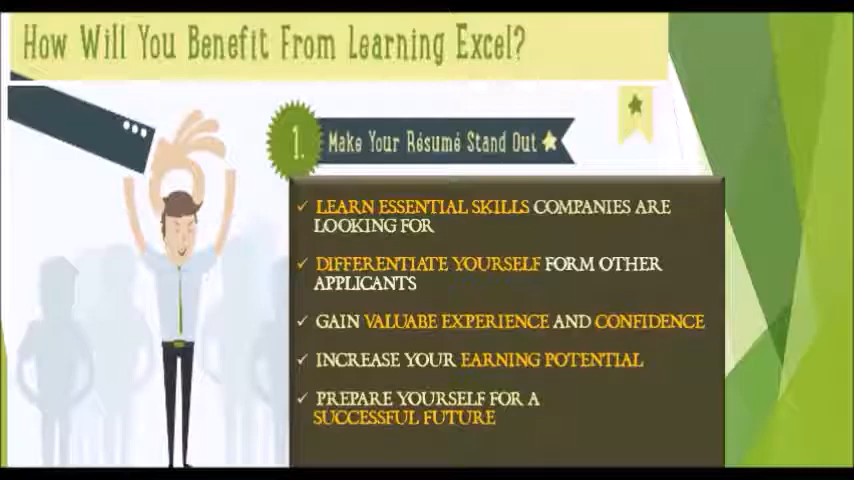 How Will You Benefit From Learning Excel?
1. Make Your Résumé Stand Out
LEARN ESSENTIAL SKILLS COMPANIES ARE
LOOKING FOR
DIFFERENTIATE YOURSELF FORM OTHER
APPLICANTS
GAIN VALUABE EXPERIENCE AND CONFIDENCE
INCREASE YOUR EARNING POTENTIAL
PREPARE YOURSELF FOR A
SUCCESSFUL FUTURE